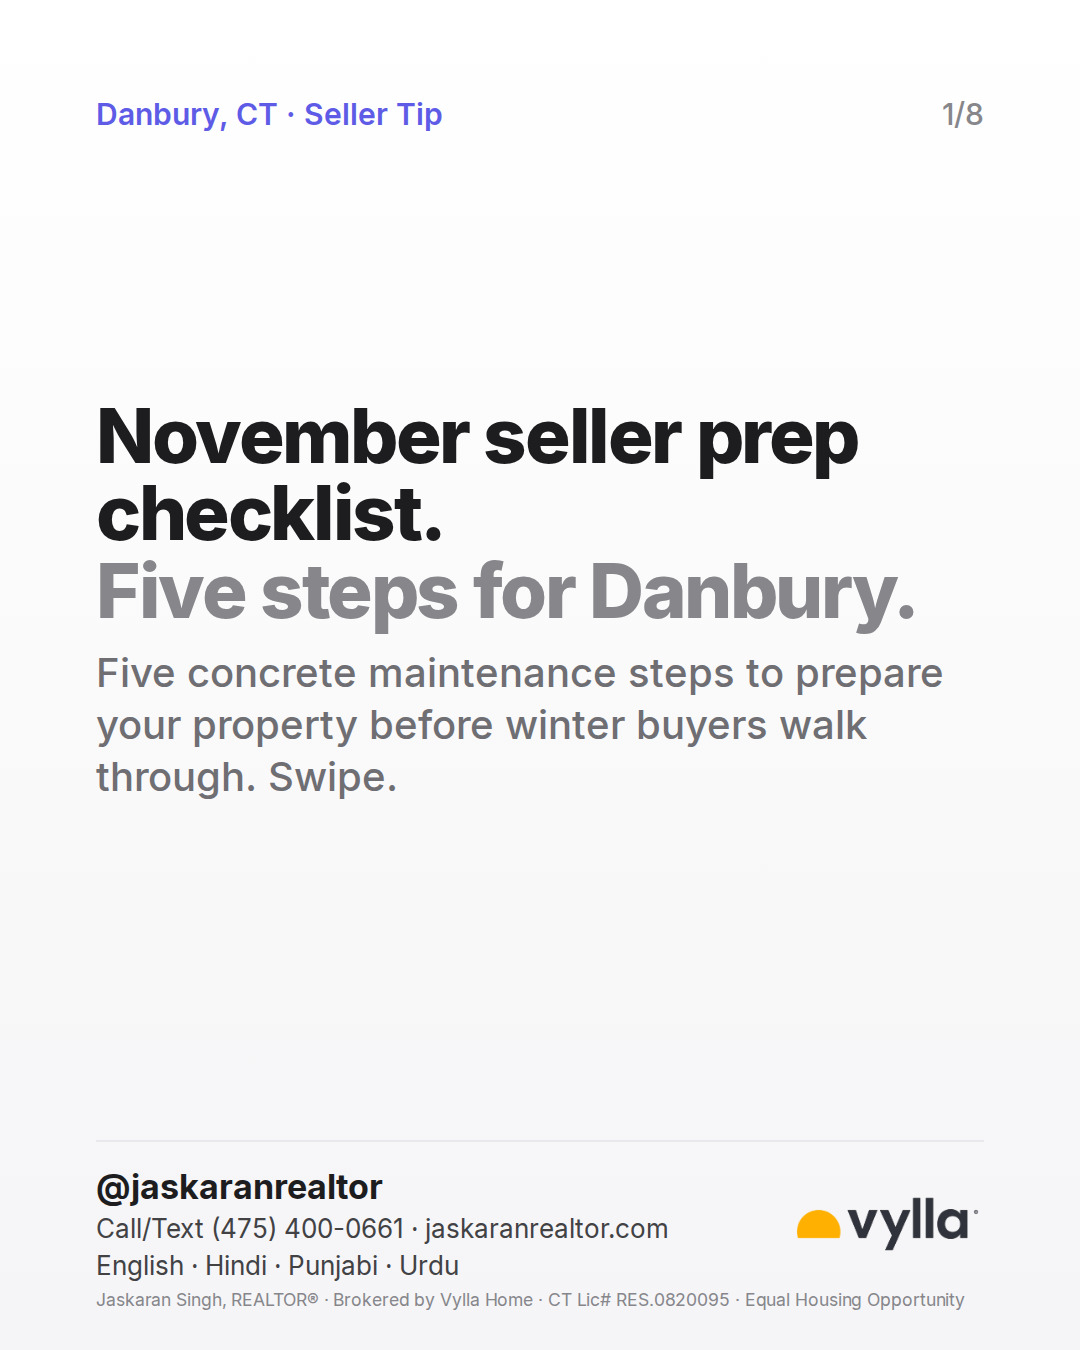 Danbury, CT · Seller Tip
1/8
November seller prep
checklist.
Five steps for Danbury.
Five concrete maintenance steps to prepare
your property before winter buyers walk
through. Swipe.
@jaskaranrealtor
Call/Text (475) 400-0661 · jaskaranrealtor.com
English · Hindi · Punjabi · Urdu
vylla
Jaskaran Singh, REALTOR® · Brokered by Vylla Home · CT Lic# RES.0820095 · Equal Housing Opportunity